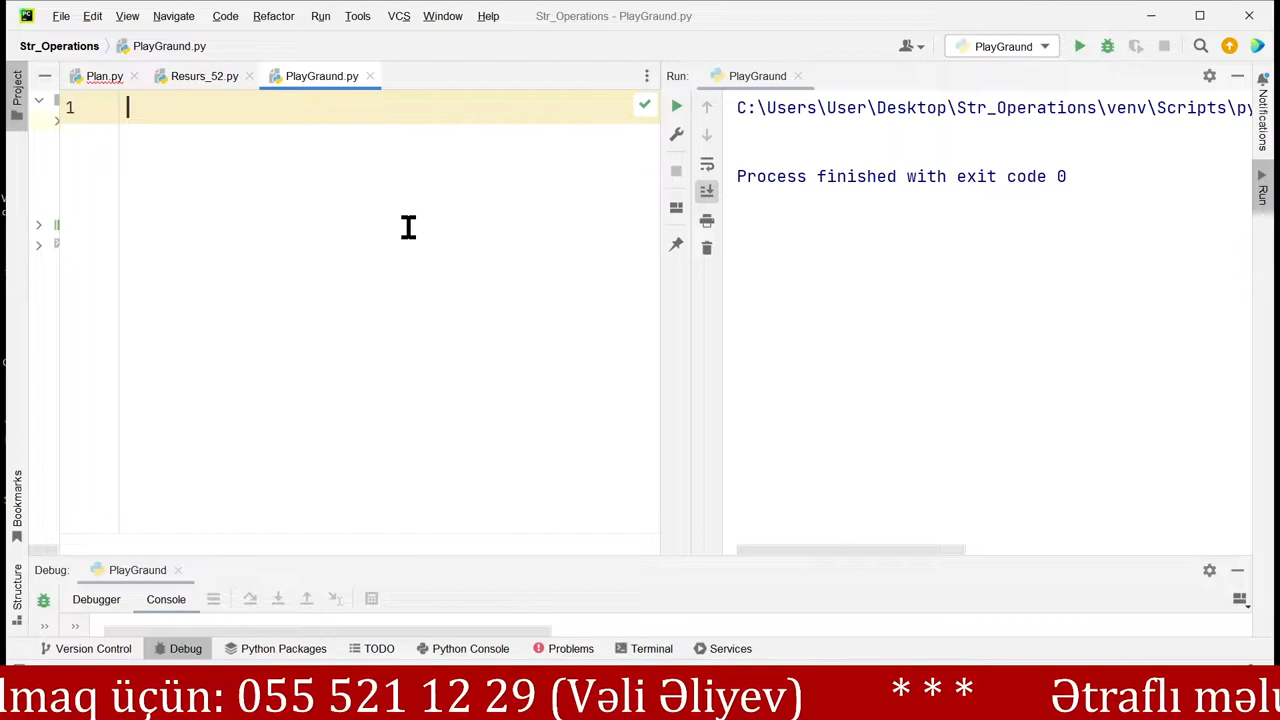 File Edit View Navigate Code Refactor Run Tools VCS Window Help Str_Operations - PlayGraund.py
Str_Operations PlayGraund.py PlayGraund
Project
Plan.py Resurs_52.py PlayGraund.py
Run: PlayGraund
1
C:\Users\User\Desktop\Str_Operations\venv\Scripts\py
Process finished with exit code 0
Notifications
Run
Bookmarks
Structure
Debug: PlayGraund
Debugger Console
Version Control Debug Python Packages TODO Python Console Problems Terminal Services
lmaq üçün: 055 521 12 29 (Vəli Əliyev) * * * Ətraflı məlu